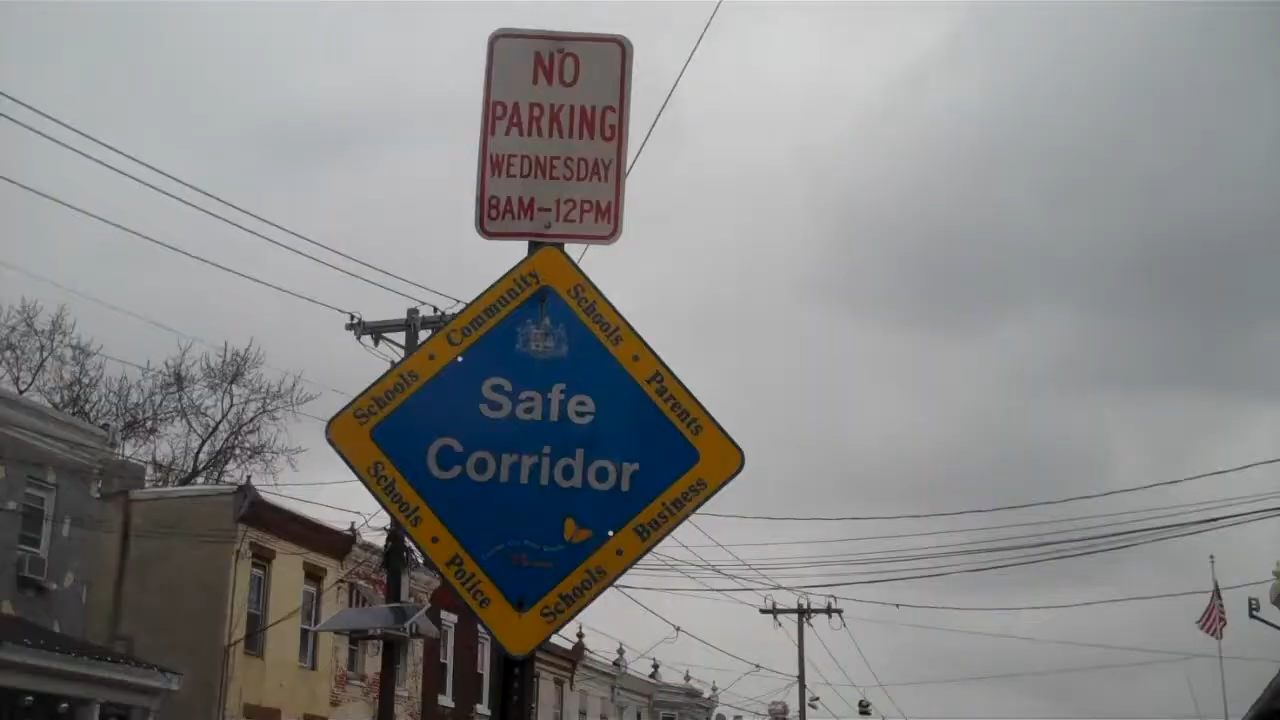 NO
PARKING
WEDNESDAY
8AM-12PM
Schools • Community
Schools • Parents
Safe
Corridor
Schools • Police
Schools • Business